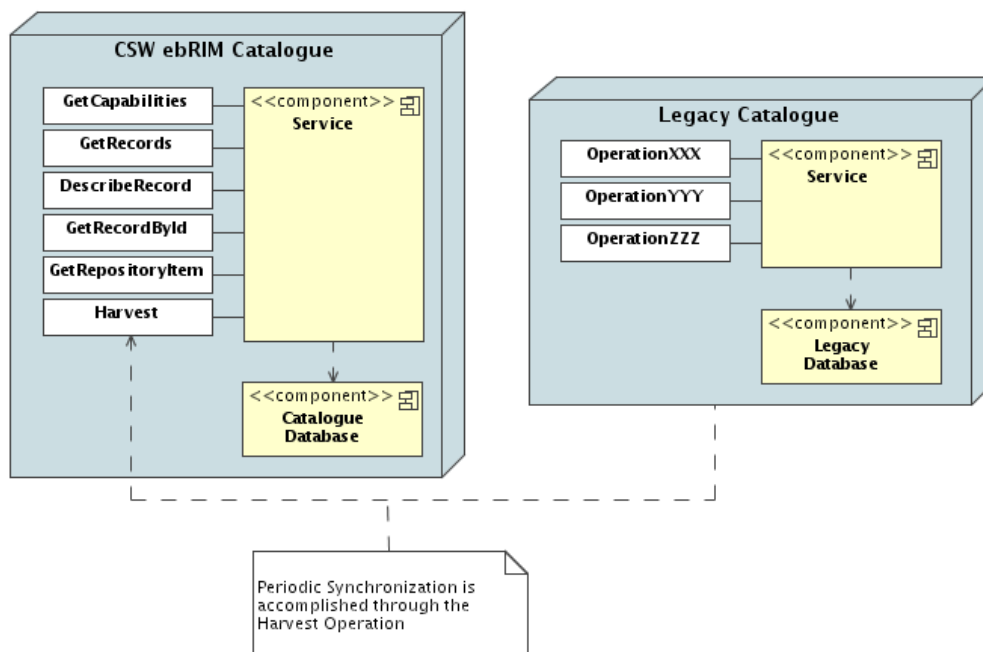 CSW ebRIM Catalogue
GetCapabilities
GetRecords
DescribeRecord
GetRecordById
GetRepositoryItem
Harvest
<<component>>
Service
<<component>>
Catalogue
Database
Legacy Catalogue
OperationXXX
OperationYYY
OperationZZZ
<<component>>
Service
<<component>>
Legacy
Database
Periodic Synchronization is
accomplished through the
Harvest Operation